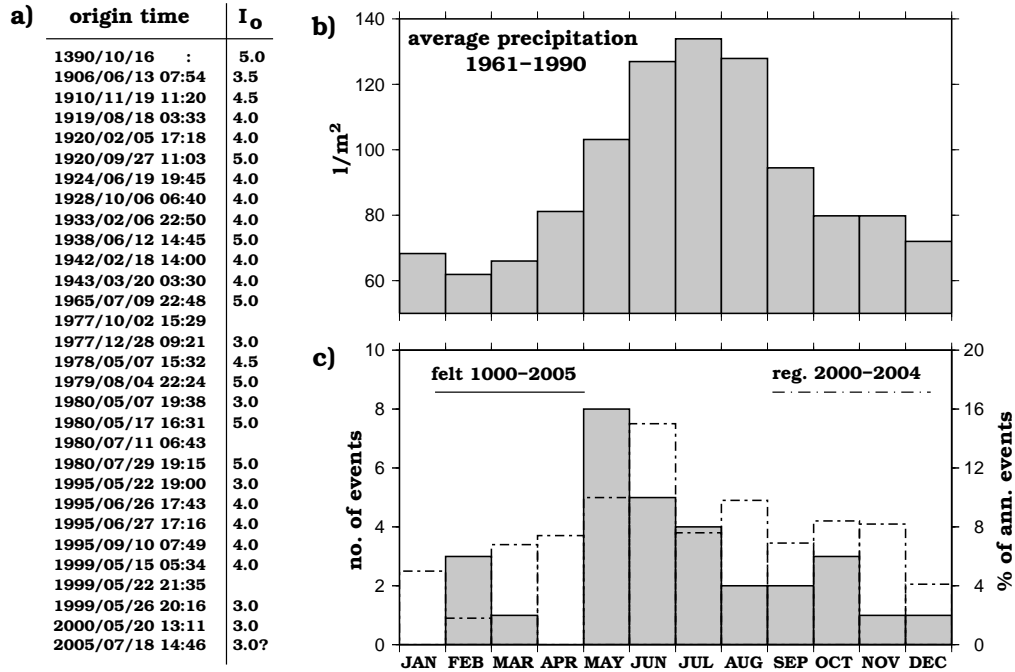 a)
origin time I₀
1390/10/16 : 5.0
1906/06/13 07:54 3.5
1910/11/19 11:20 4.5
1919/08/18 03:33 4.0
1920/02/05 17:18 4.0
1920/09/27 11:03 5.0
1924/06/19 19:45 4.0
1928/10/06 06:40 4.0
1933/02/06 22:50 4.0
1938/06/12 14:45 5.0
1942/02/18 14:00 4.0
1943/03/20 03:30 4.0
1965/07/09 22:48 5.0
1977/10/02 15:29
1977/12/28 09:21 3.0
1978/05/07 15:32 4.5
1979/08/04 22:24 5.0
1980/05/07 19:38 3.0
1980/05/17 16:31 5.0
1980/07/11 06:43
1980/07/29 19:15 5.0
1995/05/22 19:00 3.0
1995/06/26 17:43 4.0
1995/06/27 17:16 4.0
1995/09/10 07:49 4.0
1999/05/15 05:34 4.0
1999/05/22 21:35
1999/05/26 20:16 3.0
2000/05/20 13:11 3.0
2005/07/18 14:46 3.0?
b)
average precipitation
1961–1990
l/m²
140
120
100
80
60
c)
felt 1000–2005
reg. 2000–2004
no. of events
10
8
6
4
2
0
% of ann. events
20
16
12
8
4
0
JAN FEB MAR APR MAY JUN JUL AUG SEP OCT NOV DEC